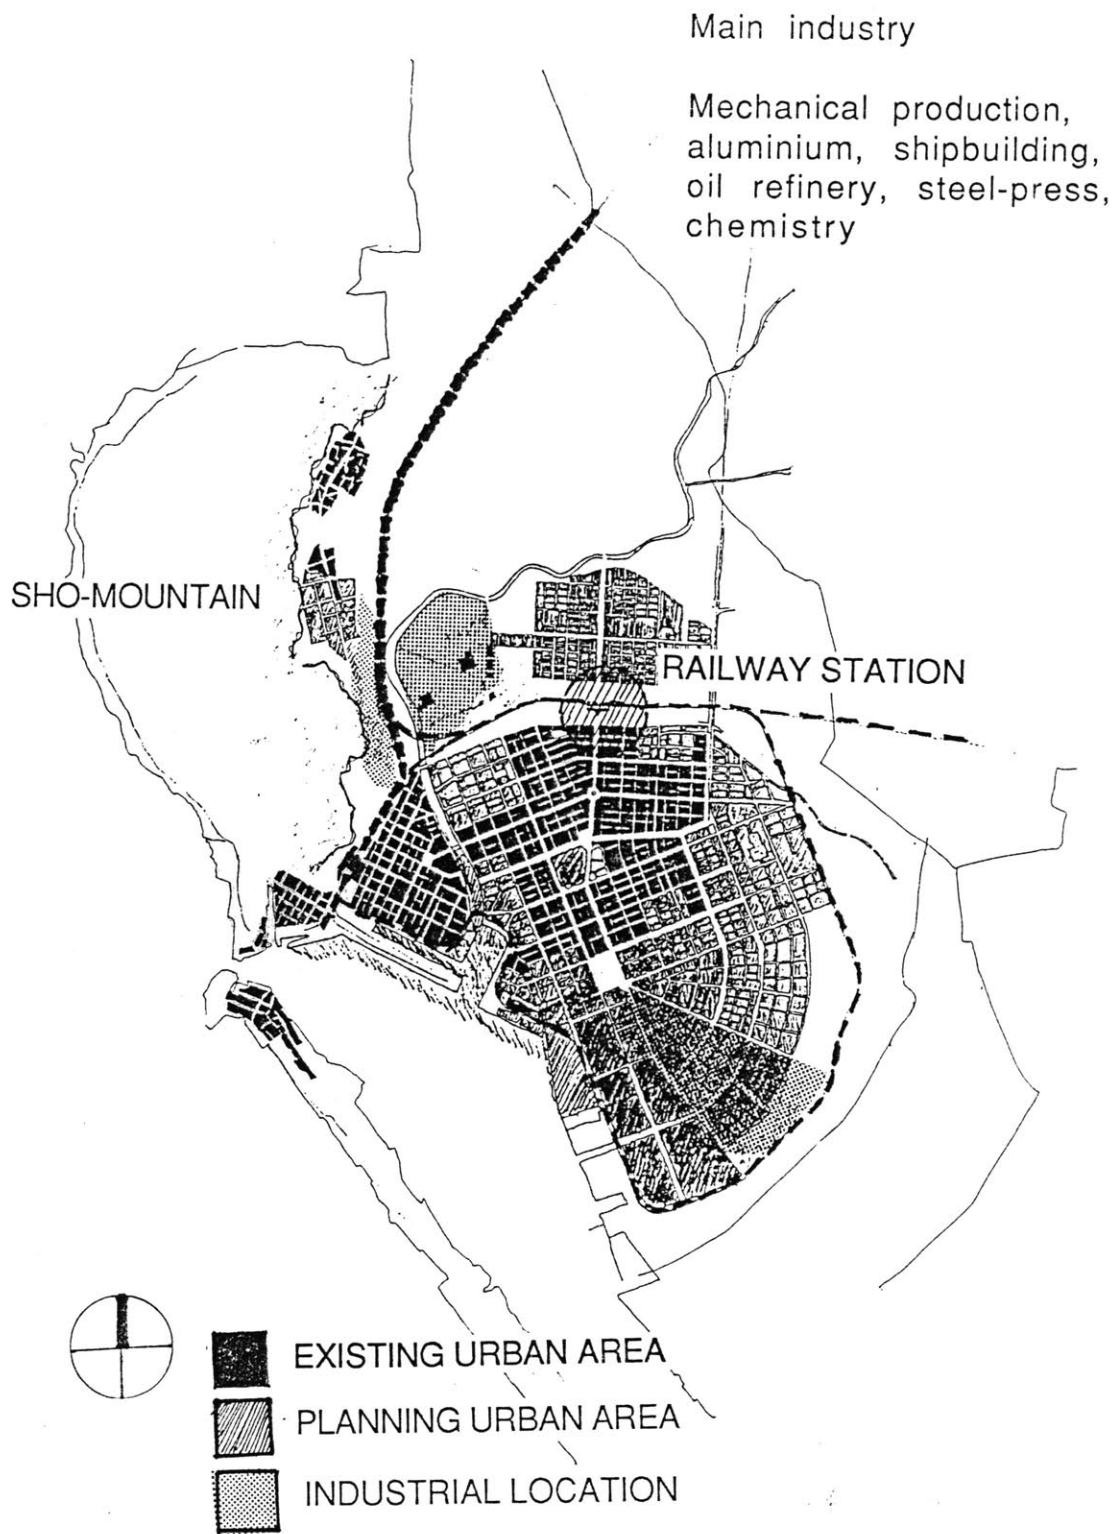 Main industry
Mechanical production,
aluminium, shipbuilding,
oil refinery, steel-press,
chemistry
SHO-MOUNTAIN
RAILWAY STATION
EXISTING URBAN AREA
PLANNING URBAN AREA
INDUSTRIAL LOCATION